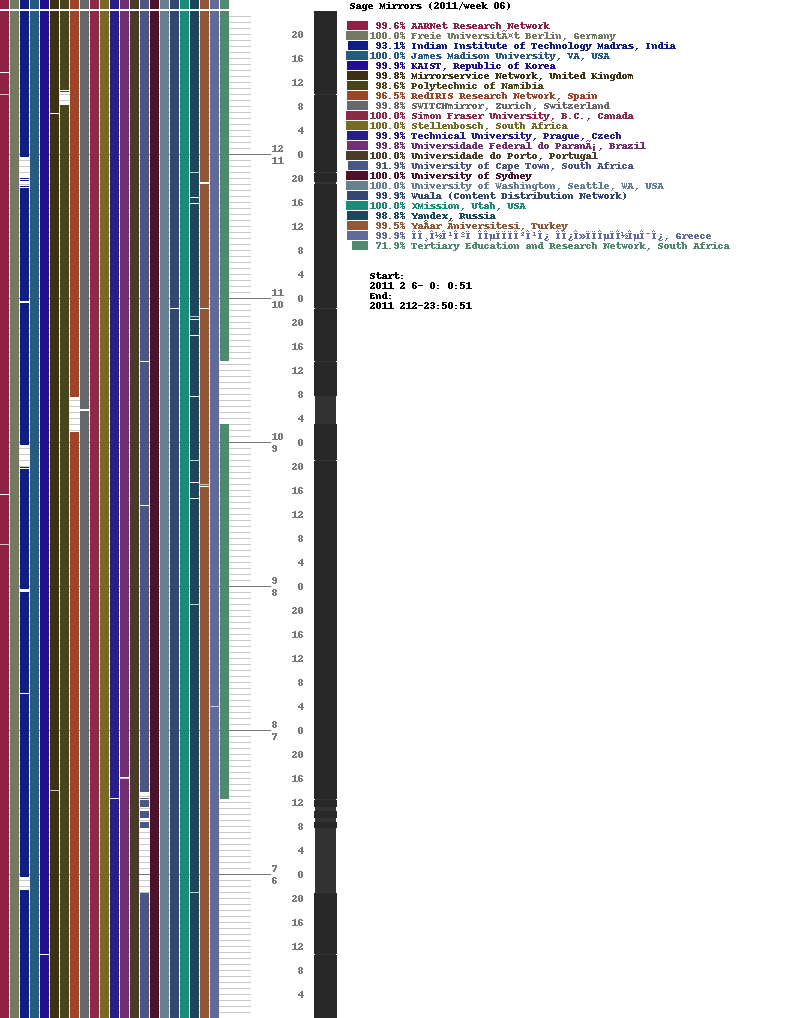 Sage Mirrors (2011/week 06)
99.6% AARNet Research Network
100.0% Freie UniversitÃ¤t Berlin, Germany
93.1% Indian Institute of Technology Madras, India
100.0% James Madison University, VA, USA
99.9% KAIST, Republic of Korea
99.8% Mirrorservice Network, United Kingdom
98.6% Polytechnic of Namibia
96.5% RedIRIS Research Network, Spain
99.8% SWITCHmirror, Zurich, Switzerland
100.0% Simon Fraser University, B.C., Canada
100.0% Stellenbosch, South Africa
99.9% Technical University, Prague, Czech
99.8% Universidade Federal do ParanÃ¡, Brazil
100.0% Universidade do Porto, Portugal
91.9% University of Cape Town, South Africa
100.0% University of Sydney
100.0% University of Washington, Seattle, WA, USA
99.9% Wuala (Content Distribution Network)
100.0% XMission, Utah, USA
98.8% Yandex, Russia
99.5% YaÅar Ãniversitesi, Turkey
99.9% Greece
71.9% Tertiary Education and Research Network, South Africa
Start:
2011 2 6- 0: 0:51
End:
2011 212-23:50:51
20
16
12
8
4
12
0
11
20
16
12
8
4
11
0
10
20
16
12
8
4
10
0
9
20
16
12
8
4
9
0
8
20
16
12
8
4
8
0
7
20
16
12
8
4
7
0
6
20
16
12
8
4